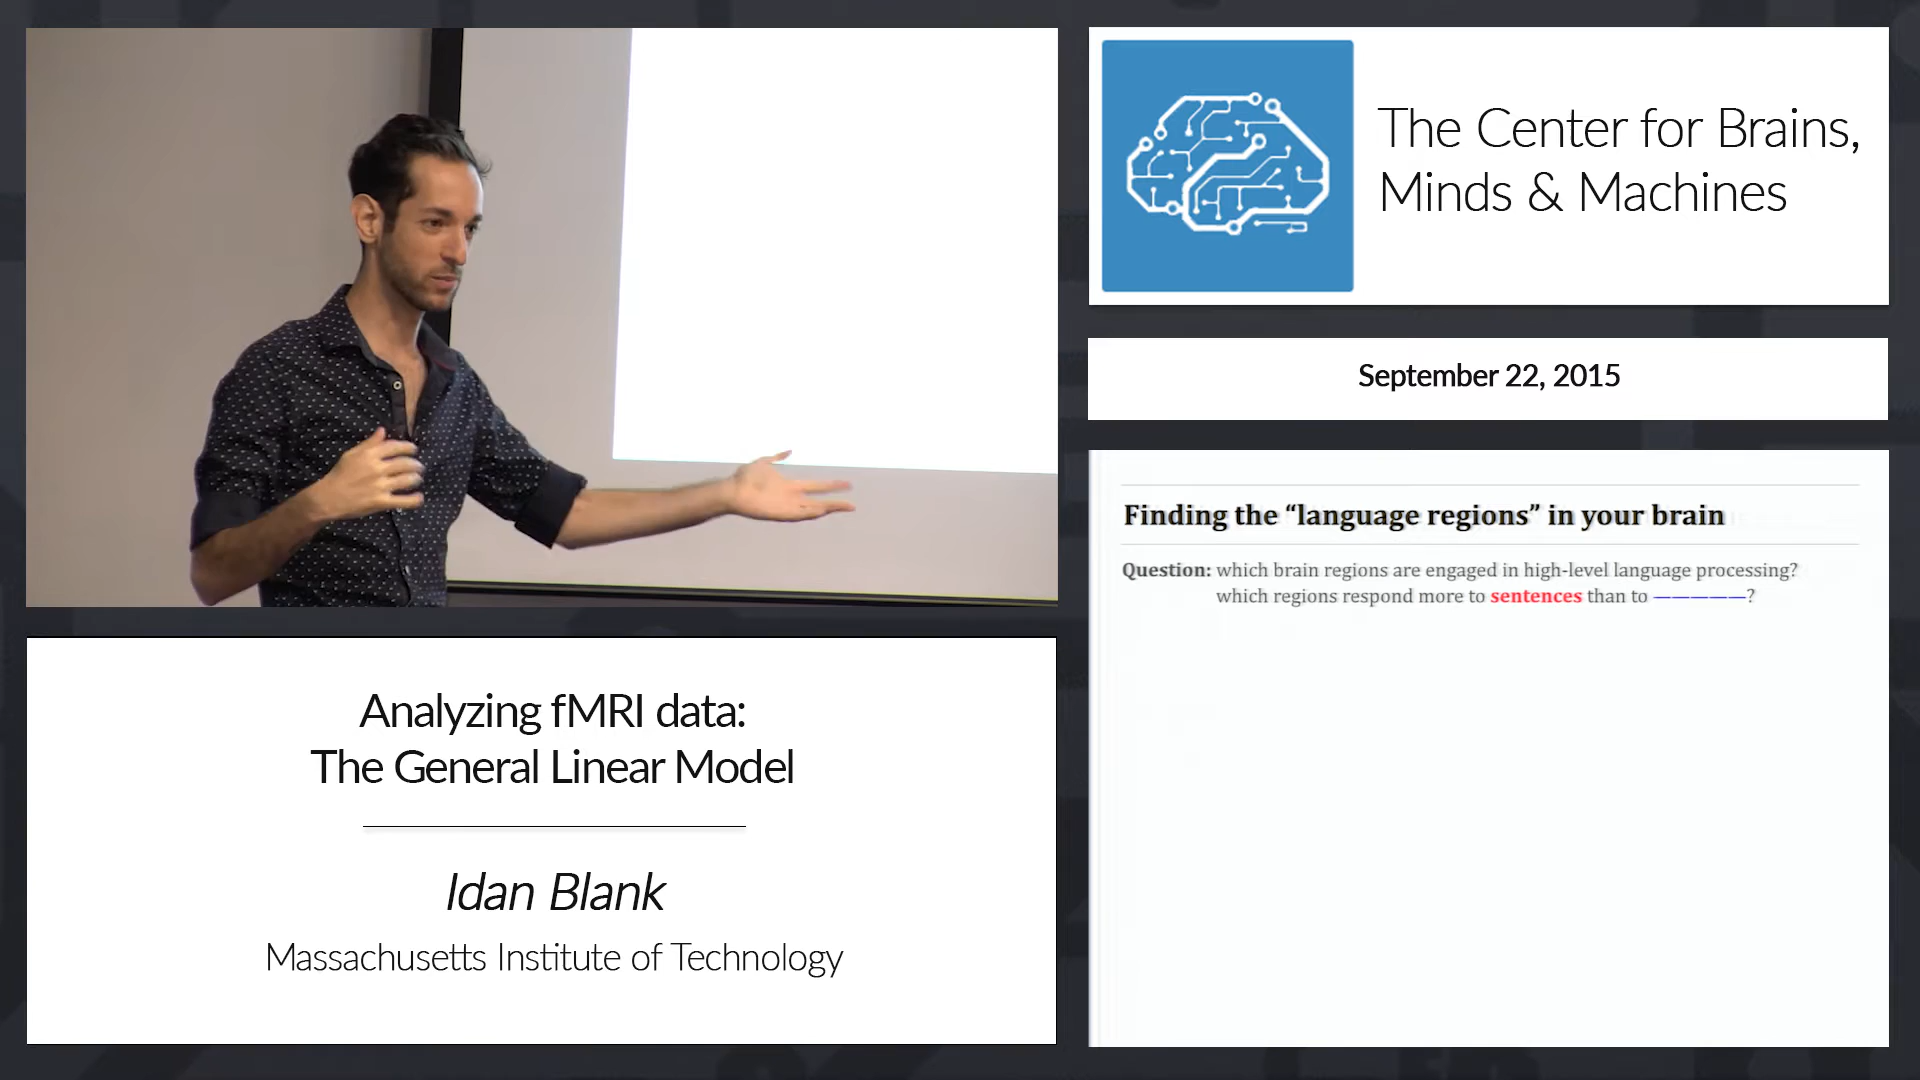 The Center for Brains,
Minds & Machines
September 22, 2015
Finding the “language regions” in your brain
Question: which brain regions are engaged in high-level language processing?
which regions respond more to sentences than to —————?
Analyzing fMRI data:
The General Linear Model
Idan Blank
Massachusetts Institute of Technology